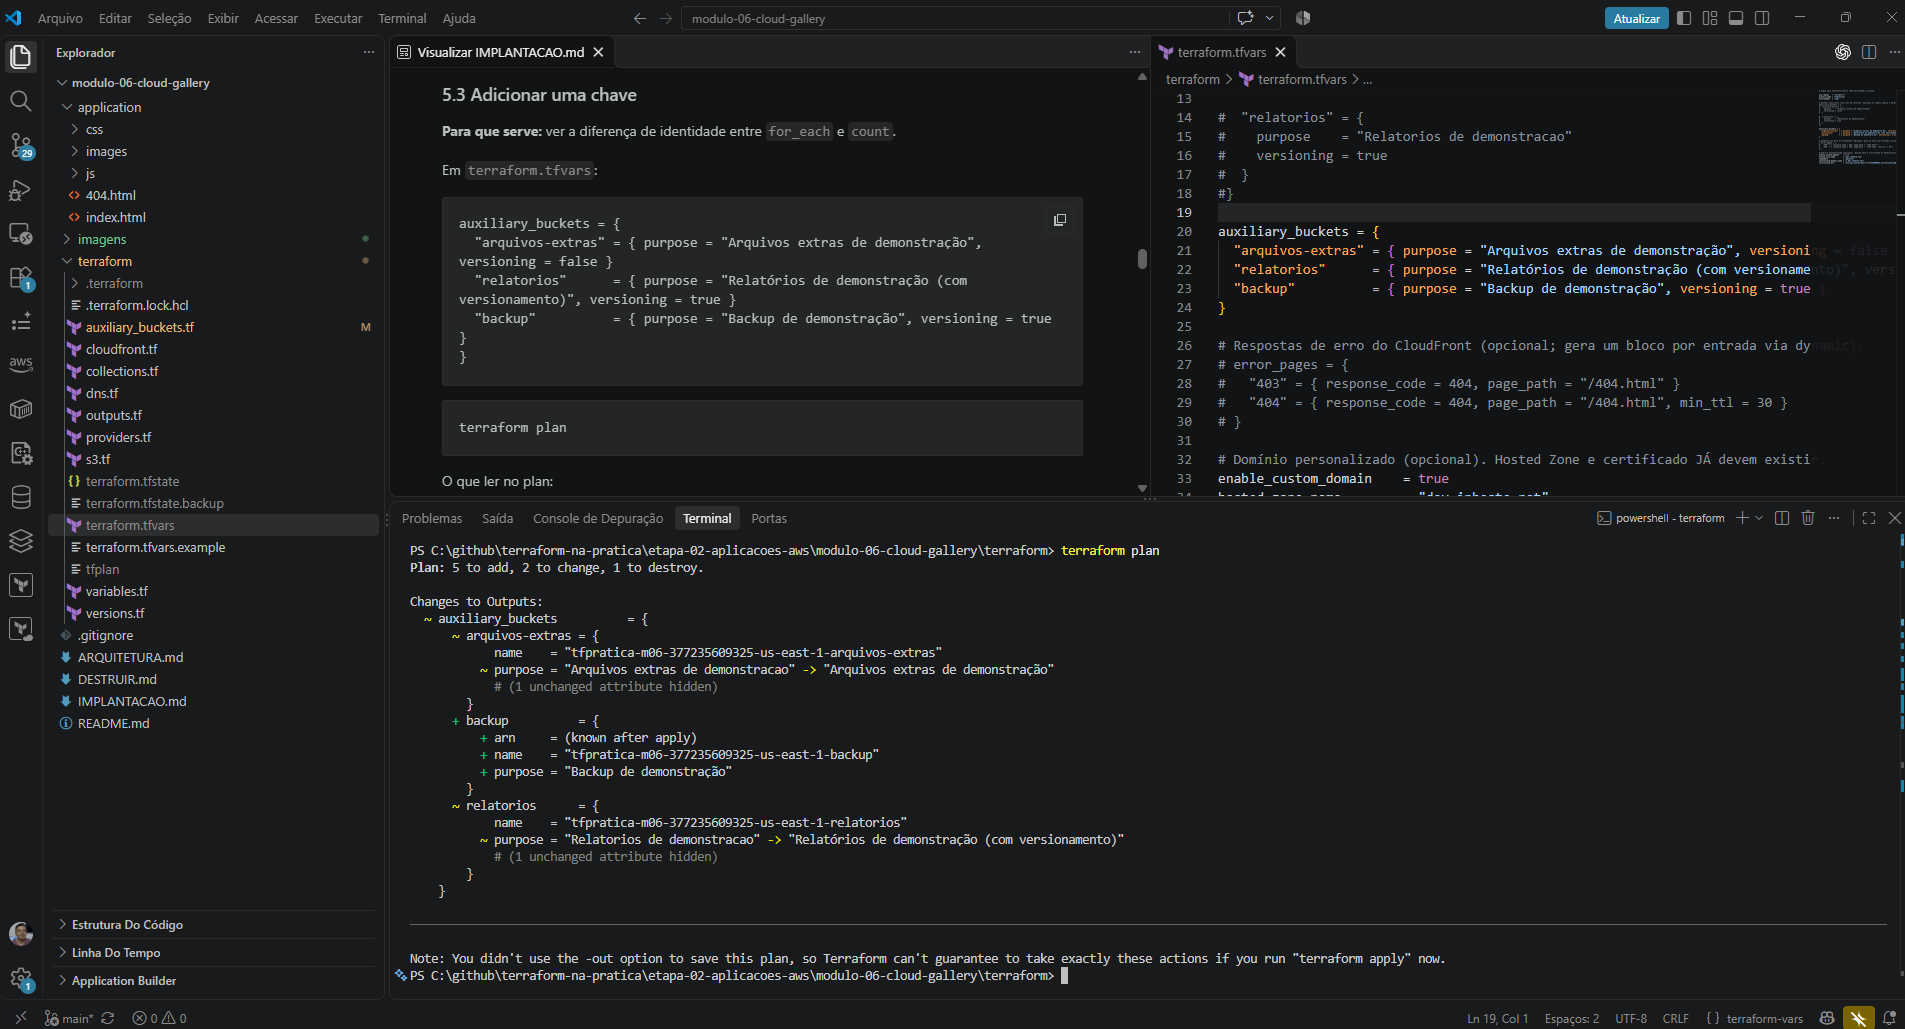 Arquivo Editar Seleção Exibir Acessar Executar Terminal Ajuda
modulo-06-cloud-gallery
Atualizar
Explorador
modulo-06-cloud-gallery
application
css
images
js
404.html
index.html
imagens
terraform
.terraform
.terraform.lock.hcl
auxiliary_buckets.tf M
cloudfront.tf
collections.tf
dns.tf
outputs.tf
providers.tf
s3.tf
terraform.tfstate
terraform.tfstate.backup
terraform.tfvars
terraform.tfvars.example
tfplan
variables.tf
versions.tf
.gitignore
ARQUITETURA.md
DESTRUIR.md
IMPLANTACAO.md
README.md
Estrutura Do Código
Linha Do Tempo
Application Builder
29
1
aws
1
Visualizar IMPLANTACAO.md
5.3 Adicionar uma chave
Para que serve: ver a diferença de identidade entre for_each e count.
Em terraform.tfvars:
auxiliary_buckets = {
"arquivos-extras" = { purpose = "Arquivos extras de demonstração",
versioning = false }
"relatorios" = { purpose = "Relatórios de demonstração (com
versionamento)", versioning = true }
"backup" = { purpose = "Backup de demonstração", versioning = true
}
}
terraform plan
O que ler no plan:
terraform.tfvars
terraform > terraform.tfvars > ...
13
14 # "relatorios" = {
15 # purpose = "Relatorios de demonstracao"
16 # versioning = true
17 # }
18 #}
19
20 auxiliary_buckets = {
21 "arquivos-extras" = { purpose = "Arquivos extras de demonstração", versioning = false
22 "relatorios" = { purpose = "Relatórios de demonstração (com versionamento)", vers
23 "backup" = { purpose = "Backup de demonstração", versioning = true }
24 }
25
26 # Respostas de erro do CloudFront (opcional; gera um bloco por entrada via dynamic).
27 # error_pages = {
28 # "403" = { response_code = 404, page_path = "/404.html" }
29 # "404" = { response_code = 404, page_path = "/404.html", min_ttl = 30 }
30 # }
31
32 # Domínio personalizado (opcional). Hosted Zone e certificado JÁ devem existir.
33 enable_custom_domain = true
Problemas Saída Console de Depuração Terminal Portas
powershell - terraform
PS C:\github\terraform-na-pratica\etapa-02-aplicacoes-aws\modulo-06-cloud-gallery\terraform> terraform plan
Plan: 5 to add, 2 to change, 1 to destroy.
Changes to Outputs:
~ auxiliary_buckets = {
~ arquivos-extras = {
name = "tfpratica-m06-377235609325-us-east-1-arquivos-extras"
~ purpose = "Arquivos extras de demonstracao" -> "Arquivos extras de demonstração"
# (1 unchanged attribute hidden)
}
+ backup = {
+ arn = (known after apply)
+ name = "tfpratica-m06-377235609325-us-east-1-backup"
+ purpose = "Backup de demonstração"
}
~ relatorios = {
name = "tfpratica-m06-377235609325-us-east-1-relatorios"
~ purpose = "Relatorios de demonstracao" -> "Relatórios de demonstração (com versionamento)"
# (1 unchanged attribute hidden)
}
}
Note: You didn't use the -out option to save this plan, so Terraform can't guarantee to take exactly these actions if you run "terraform apply" now.
PS C:\github\terraform-na-pratica\etapa-02-aplicacoes-aws\modulo-06-cloud-gallery\terraform>
main* 0 0
Ln 19, Col 1 Espaços: 2 UTF-8 CRLF {} terraform-vars